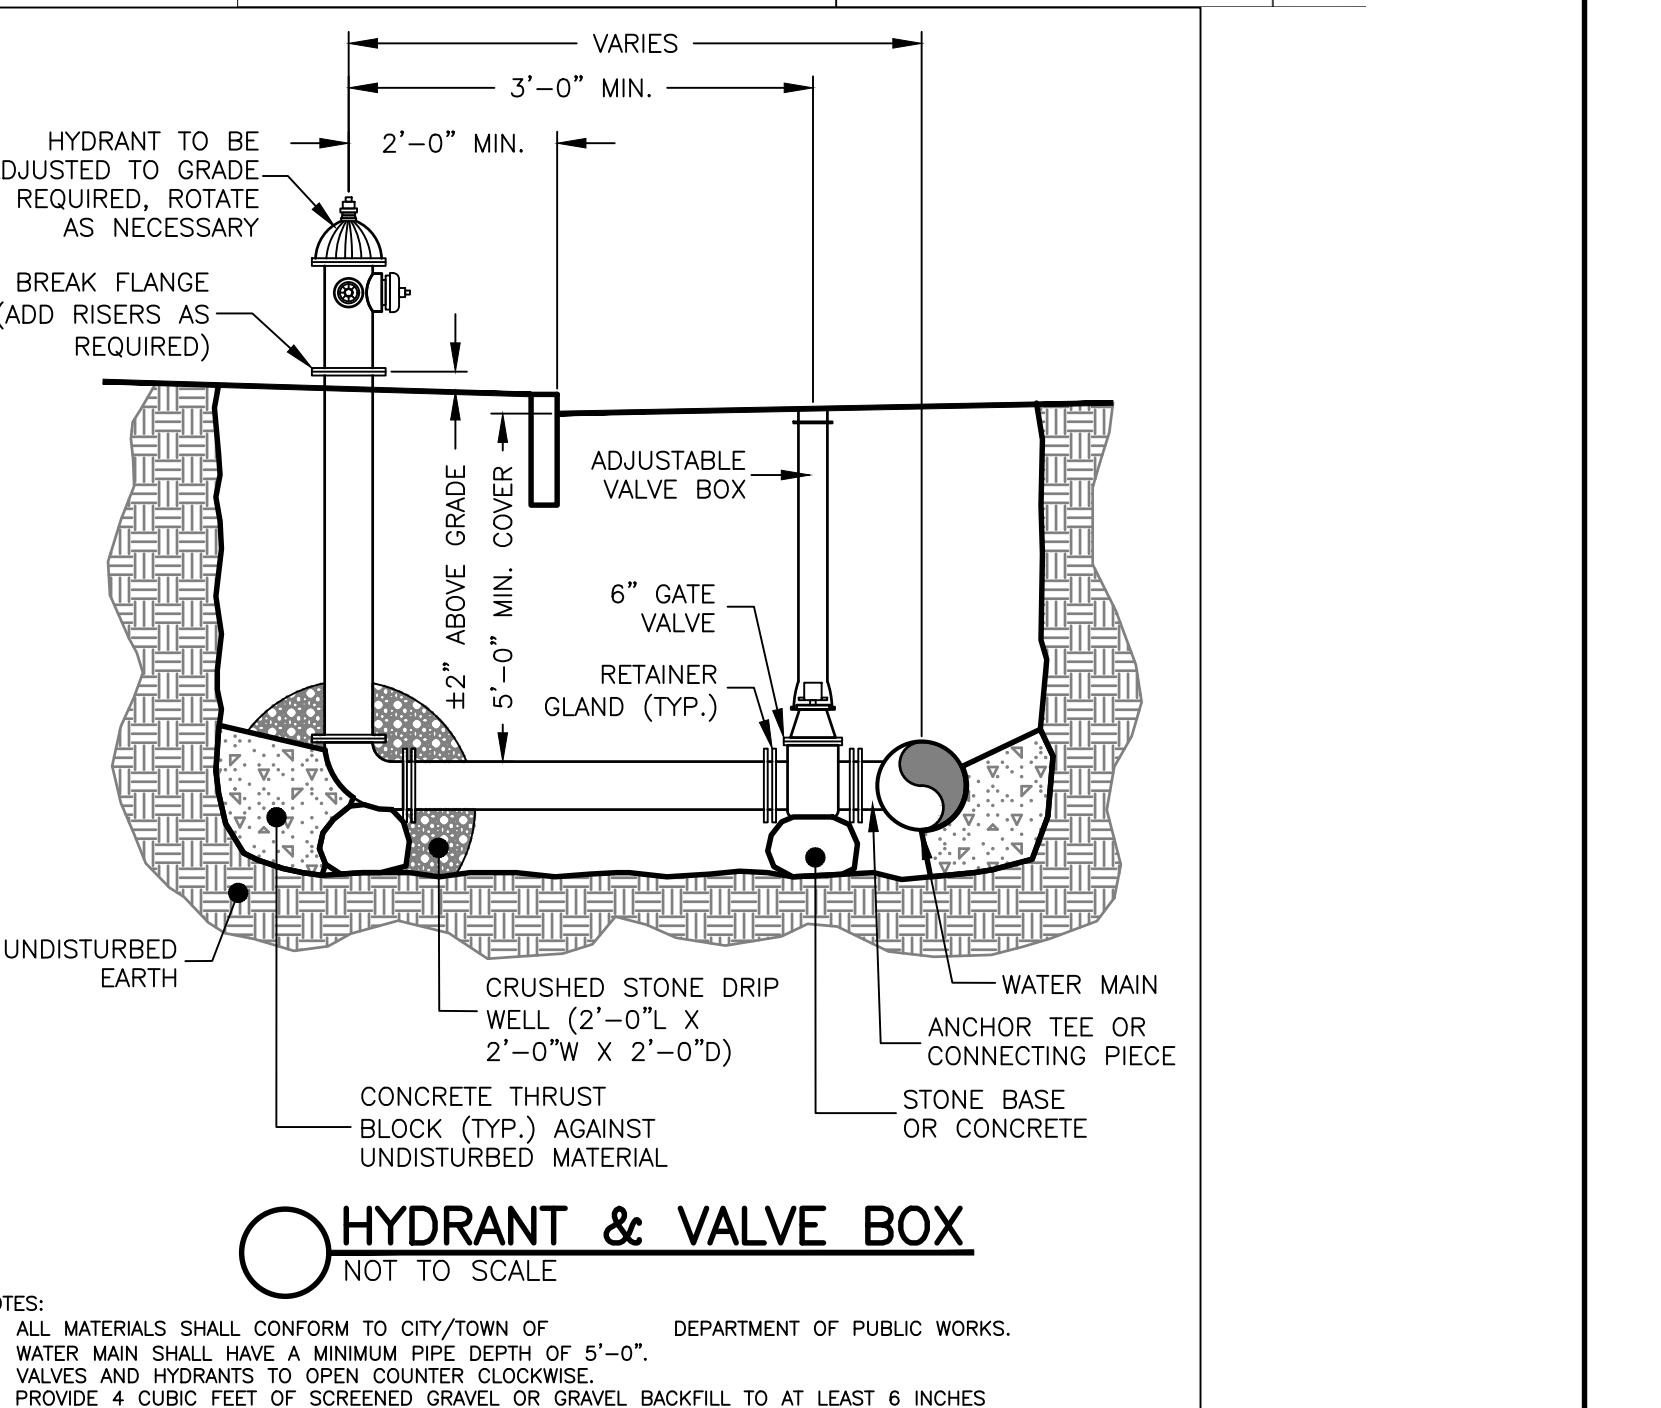 VARIES
3'-0" MIN.
2'-0" MIN.
HYDRANT TO BE
DJUSTED TO GRADE
REQUIRED, ROTATE
AS NECESSARY
BREAK FLANGE
(ADD RISERS AS
REQUIRED)
±2" ABOVE GRADE
5'-0" MIN. COVER
ADJUSTABLE
VALVE BOX
6" GATE
VALVE
RETAINER
GLAND (TYP.)
UNDISTURBED
EARTH
CRUSHED STONE DRIP
WELL (2'-0"L X
2'-0"W X 2'-0"D)
WATER MAIN
ANCHOR TEE OR
CONNECTING PIECE
STONE BASE
OR CONCRETE
CONCRETE THRUST
BLOCK (TYP.) AGAINST
UNDISTURBED MATERIAL
HYDRANT & VALVE BOX
NOT TO SCALE
OTES:
ALL MATERIALS SHALL CONFORM TO CITY/TOWN OF DEPARTMENT OF PUBLIC WORKS.
WATER MAIN SHALL HAVE A MINIMUM PIPE DEPTH OF 5'-0".
VALVES AND HYDRANTS TO OPEN COUNTER CLOCKWISE.
PROVIDE 4 CUBIC FEET OF SCREENED GRAVEL OR GRAVEL BACKFILL TO AT LEAST 6 INCHES